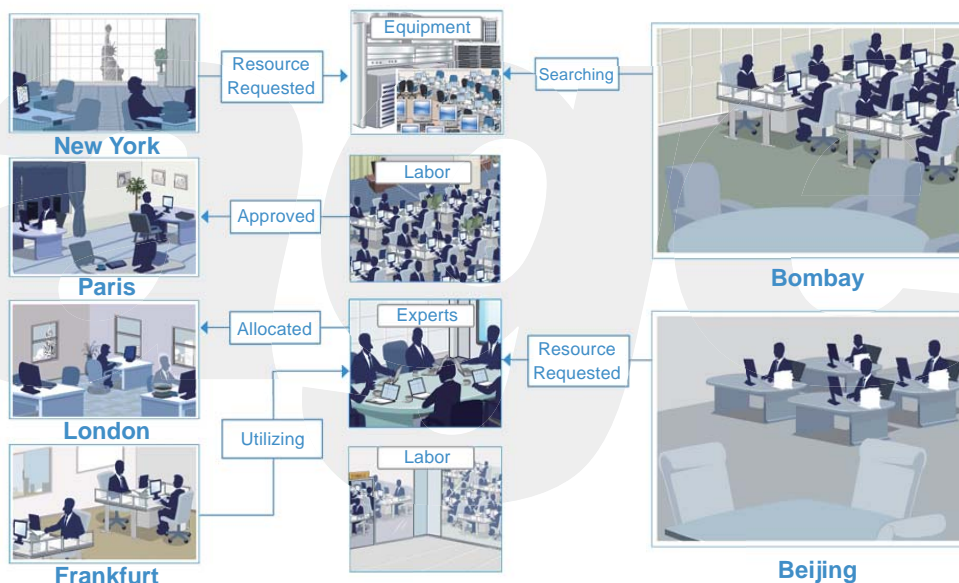 Equipment
Resource
Requested
Searching
New York
Labor
Approved
Paris
Bombay
Experts
Allocated
Resource
Requested
London
Utilizing
Labor
Frankfurt
Beijing